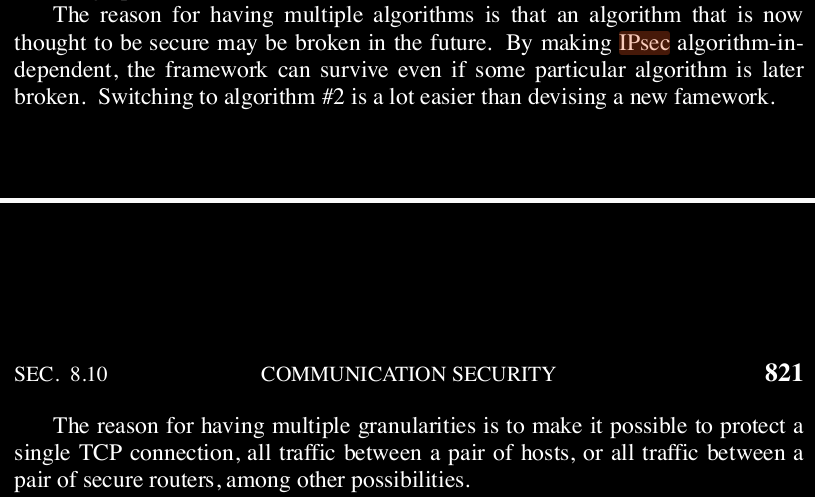 The reason for having multiple algorithms is that an algorithm that is now
thought to be secure may be broken in the future. By making IPsec algorithm-in-
dependent, the framework can survive even if some particular algorithm is later
broken. Switching to algorithm #2 is a lot easier than devising a new famework.
SEC. 8.10 COMMUNICATION SECURITY 821
The reason for having multiple granularities is to make it possible to protect a
single TCP connection, all traffic between a pair of hosts, or all traffic between a
pair of secure routers, among other possibilities.